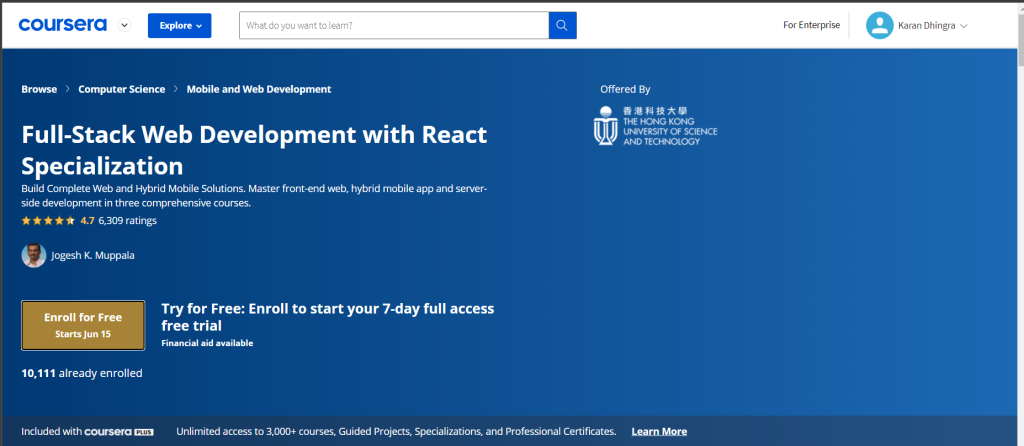 coursera
Explore
What do you want to learn?
For Enterprise
Karan Dhingra
Browse
Computer Science
Mobile and Web Development
Offered By
香港科技大學
THE HONG KONG
UNIVERSITY OF SCIENCE
AND TECHNOLOGY
Full-Stack Web Development with React
Specialization
Build Complete Web and Hybrid Mobile Solutions. Master front-end web, hybrid mobile app and server-
side development in three comprehensive courses.
4.7 6,309 ratings
Jogesh K. Muppala
Enroll for Free
Starts Jun 15
Try for Free: Enroll to start your 7-day full access
free trial
Financial aid available
10,111 already enrolled
Included with coursera PLUS
Unlimited access to 3,000+ courses, Guided Projects, Specializations, and Professional Certificates.
Learn More